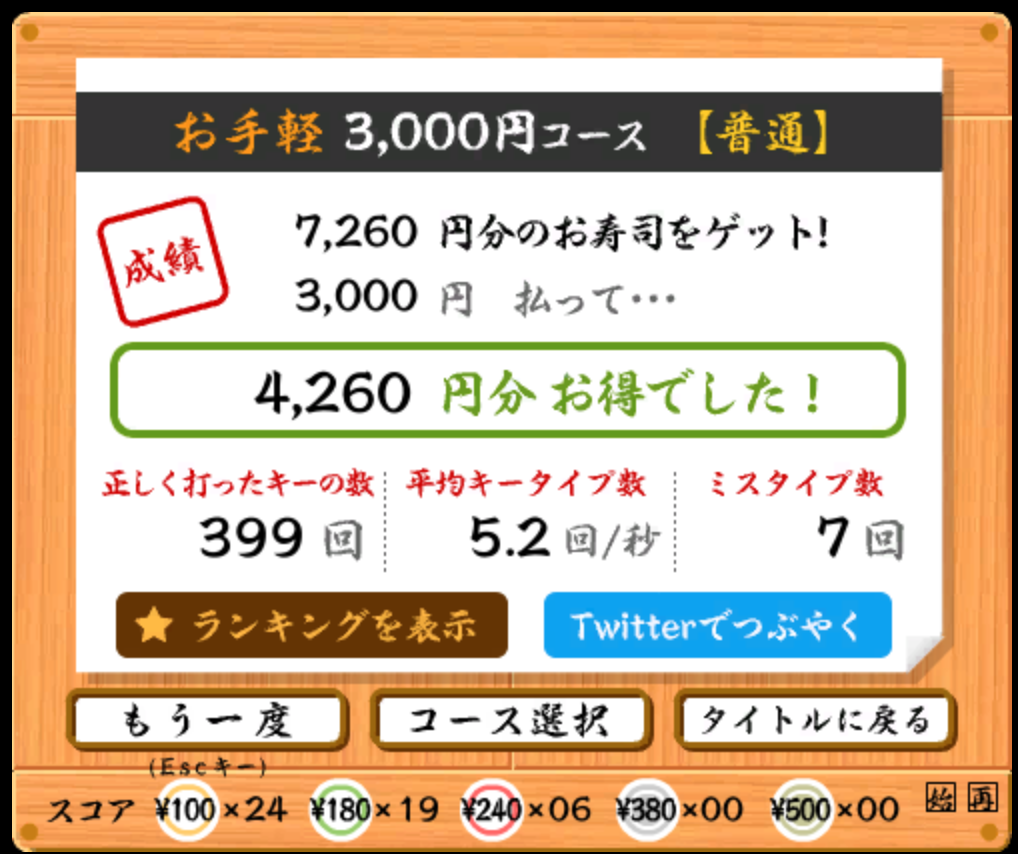 お手軽 3,000円コース 【普通】
成績
7,260 円分のお寿司をゲット!
3,000 円 払って・・・
4,260 円分 お得でした!
正しく打ったキーの数 平均キータイプ数 ミスタイプ数
399 回 5.2 回/秒 7 回
ランキングを表示 Twitterでつぶやく
もう一度 コース選択 タイトルに戻る
(Escキー)
スコア ¥100×24 ¥180×19 ¥240×06 ¥380×00 ¥500×00 始 再